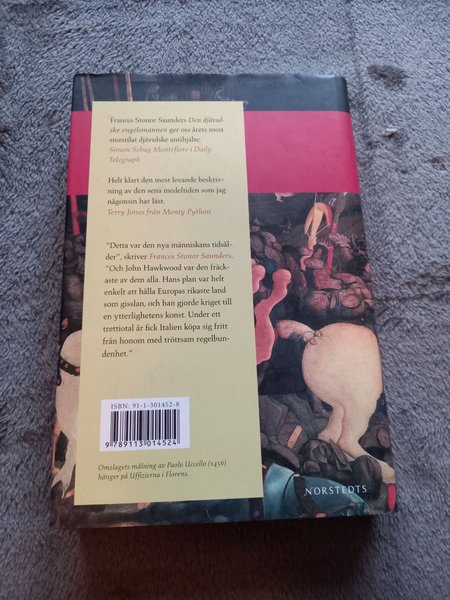 Frances Stonor Saunders Den djävul-
ske engelsmannen ger oss årets mest
storstilat djävulske antihjälte.
Simon Sebag Montefiore i Daily
Telegraph
Helt klart den mest levande beskriv-
ning av den sena medeltiden som jag
någonsin har läst.
Terry Jones från Monty Python
"Detta var den nya människans tidsål-
der", skriver Frances Stonor Saunders.
"Och John Hawkwood var den fräck-
aste av dem alla. Hans plan var helt
enkelt att hålla Europas rikaste land
som gisslan, och han gjorde kriget till
en ytterlighetens konst. Under ett
trettiotal år fick Italien köpa sig fritt
från honom med tröttsam regelbun-
denhet."
ISBN: 91-1-301452-8
9 789113 014524
Omslagets målning av Paolo Uccello (1456)
hänger på Uffizierna i Florens.
NORSTEDTS